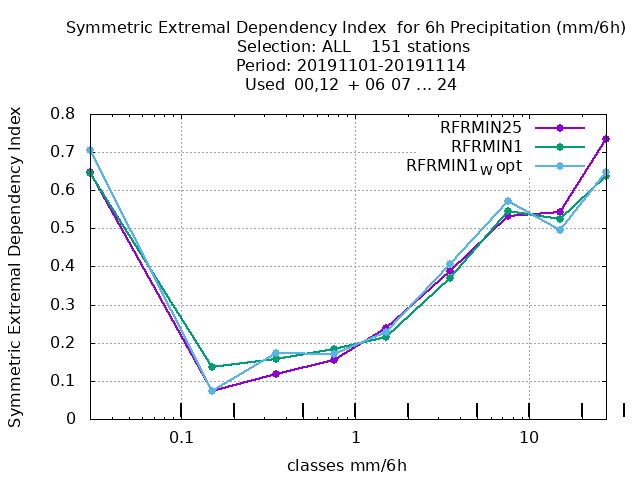 Symmetric Extremal Dependency Index  for 6h Precipitation (mm/6h)
Selection: ALL    151 stations
Period: 20191101-20191114
Used  00,12  + 06 07 ... 24
Symmetric Extremal Dependency Index
0.8
0.7
0.6
0.5
0.4
0.3
0.2
0.1
0
RFRMIN25
RFRMIN1
RFRMIN1w opt
0.1
1
10
classes mm/6h